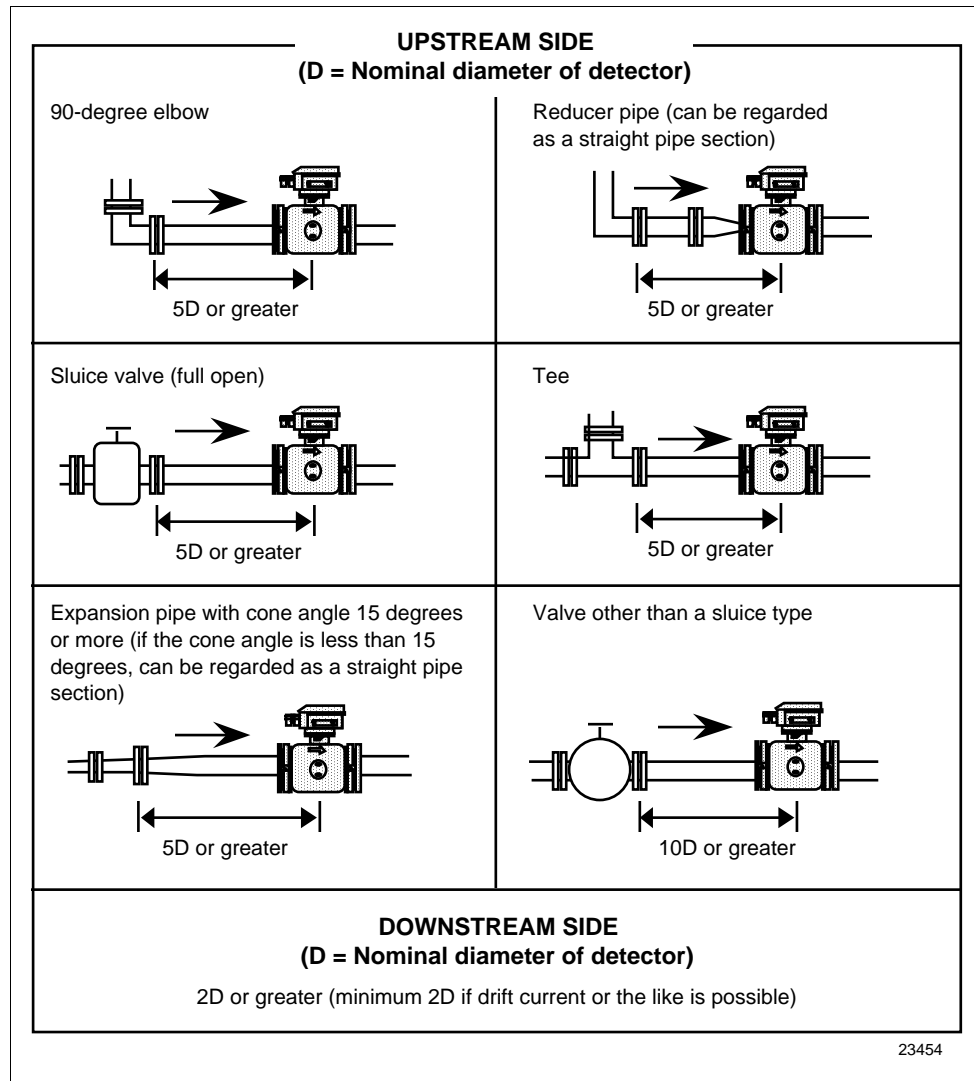 UPSTREAM SIDE
(D = Nominal diameter of detector)
90-degree elbow
5D or greater
Reducer pipe (can be regarded
as a straight pipe section)
5D or greater
Sluice valve (full open)
5D or greater
Tee
5D or greater
Expansion pipe with cone angle 15 degrees
or more (if the cone angle is less than 15
degrees, can be regarded as a straight pipe
section)
5D or greater
Valve other than a sluice type
10D or greater
DOWNSTREAM SIDE
(D = Nominal diameter of detector)
2D or greater (minimum 2D if drift current or the like is possible)
23454